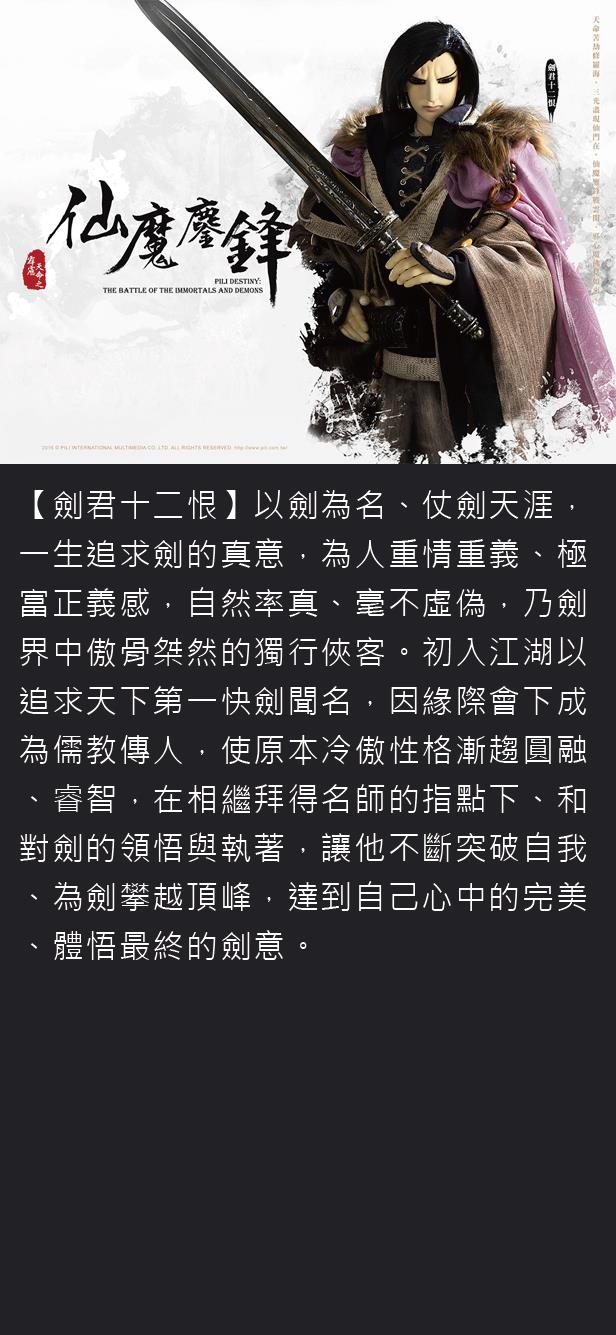 天命苦劫修羅海，三光盡現仙門在，仙魔鏖爭戰雲開
劍君十二恨
仙魔鏖鋒
霹靂
天命之
PILI DESTINY:
THE BATTLE OF THE IMMORTALS AND DEMONS
2016 © PILI INTERNATIONAL MULTIMEDIA CO. LTD. ALL RIGHTS RESERVED. http://www.pili.com.tw/
【劍君十二恨】以劍為名、仗劍天涯，
一生追求劍的真意，為人重情重義、極
富正義感，自然率真、毫不虛偽，乃劍
界中傲骨桀然的獨行俠客。初入江湖以
追求天下第一快劍聞名，因緣際會下成
為儒教傳人，使原本冷傲性格漸趨圓融
、睿智，在相繼拜得名師的指點下、和
對劍的領悟與執著，讓他不斷突破自我
、為劍攀越頂峰，達到自己心中的完美
、體悟最終的劍意。